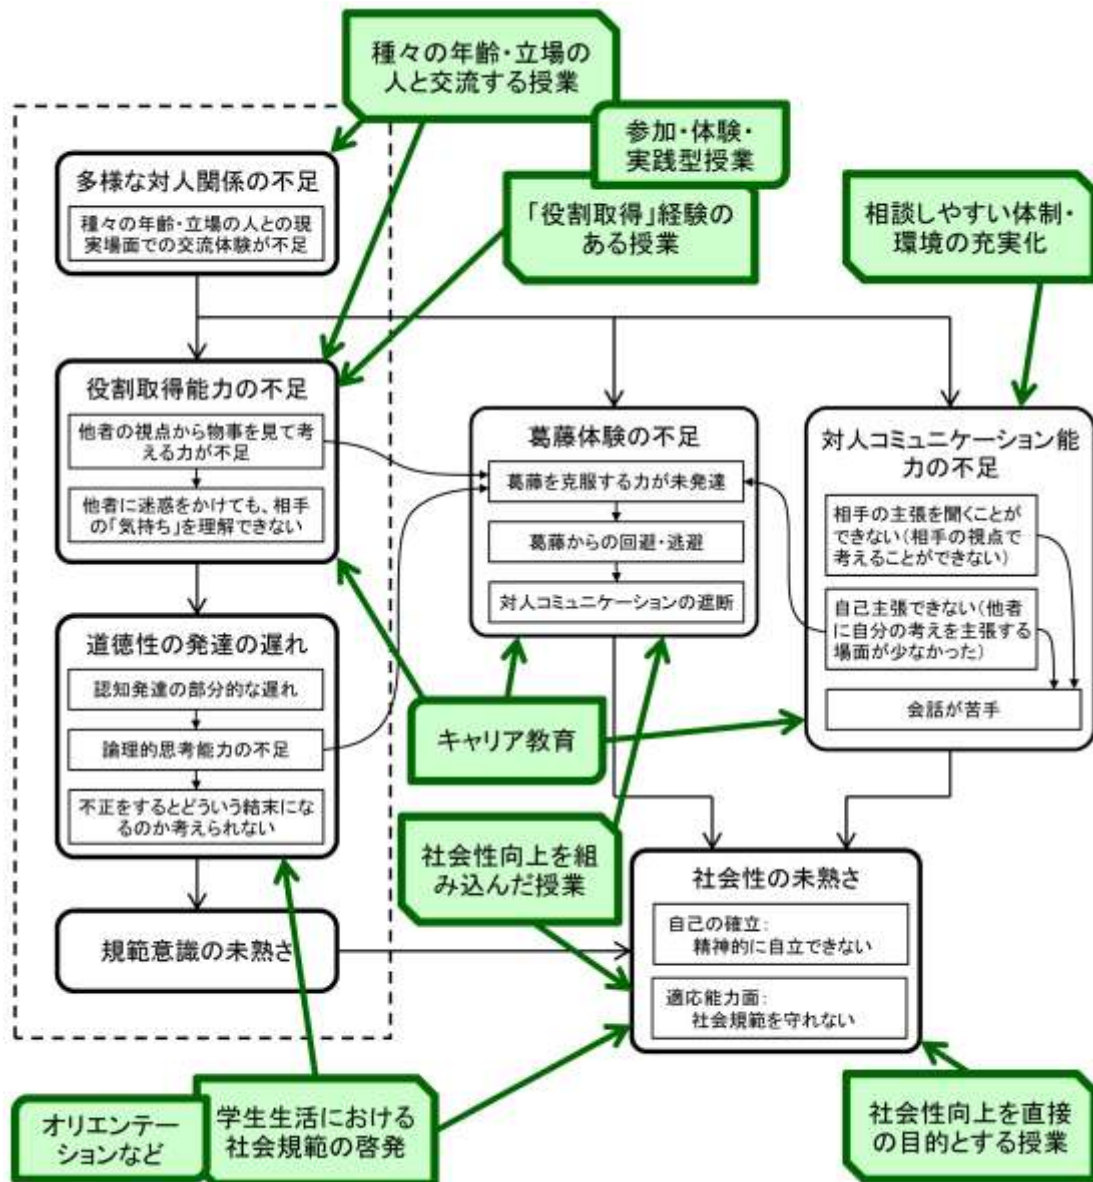 種々の年齢・立場の
人と交流する授業
参加・体験・
実践型授業
「役割取得」経験の
ある授業
相談しやすい体制・
環境の充実化
多様な対人関係の不足
種々の年齢・立場の人との現
実場面での交流体験が不足
役割取得能力の不足
他者の視点から物事を見て考
える力が不足
他者に迷惑をかけても、相手
の「気持ち」を理解できない
葛藤体験の不足
葛藤を克服する力が未発達
葛藤からの回避・逃避
対人コミュニケーションの遮断
対人コミュニケーション能
力の不足
相手の主張を聞くことが
できない(相手の視点で
考えることができない)
自己主張できない(他者
に自分の考えを主張する
場面が少なかった)
会話が苦手
道徳性の発達の遅れ
認知発達の部分的な遅れ
論理的思考能力の不足
不正をするとどういう結末にな
るのか考えられない
キャリア教育
社会性向上を組
み込んだ授業
規範意識の未熟さ
社会性の未熟さ
自己の確立:
精神的に自立できない
適応能力面:
社会規範を守れない
オリエンテー
ションなど
学生生活における
社会規範の啓発
社会性向上を直接
の目的とする授業